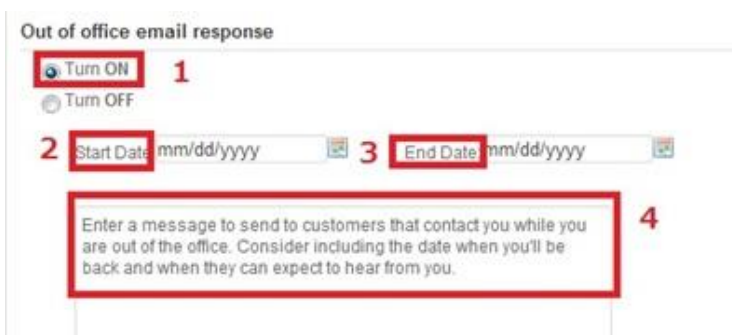 Out of office email response
Turn ON 1
Turn OFF
2 Start Date mm/dd/yyyy 3 End Date mm/dd/yyyy
Enter a message to send to customers that contact you while you
are out of the office. Consider including the date when you'll be
back and when they can expect to hear from you.
4